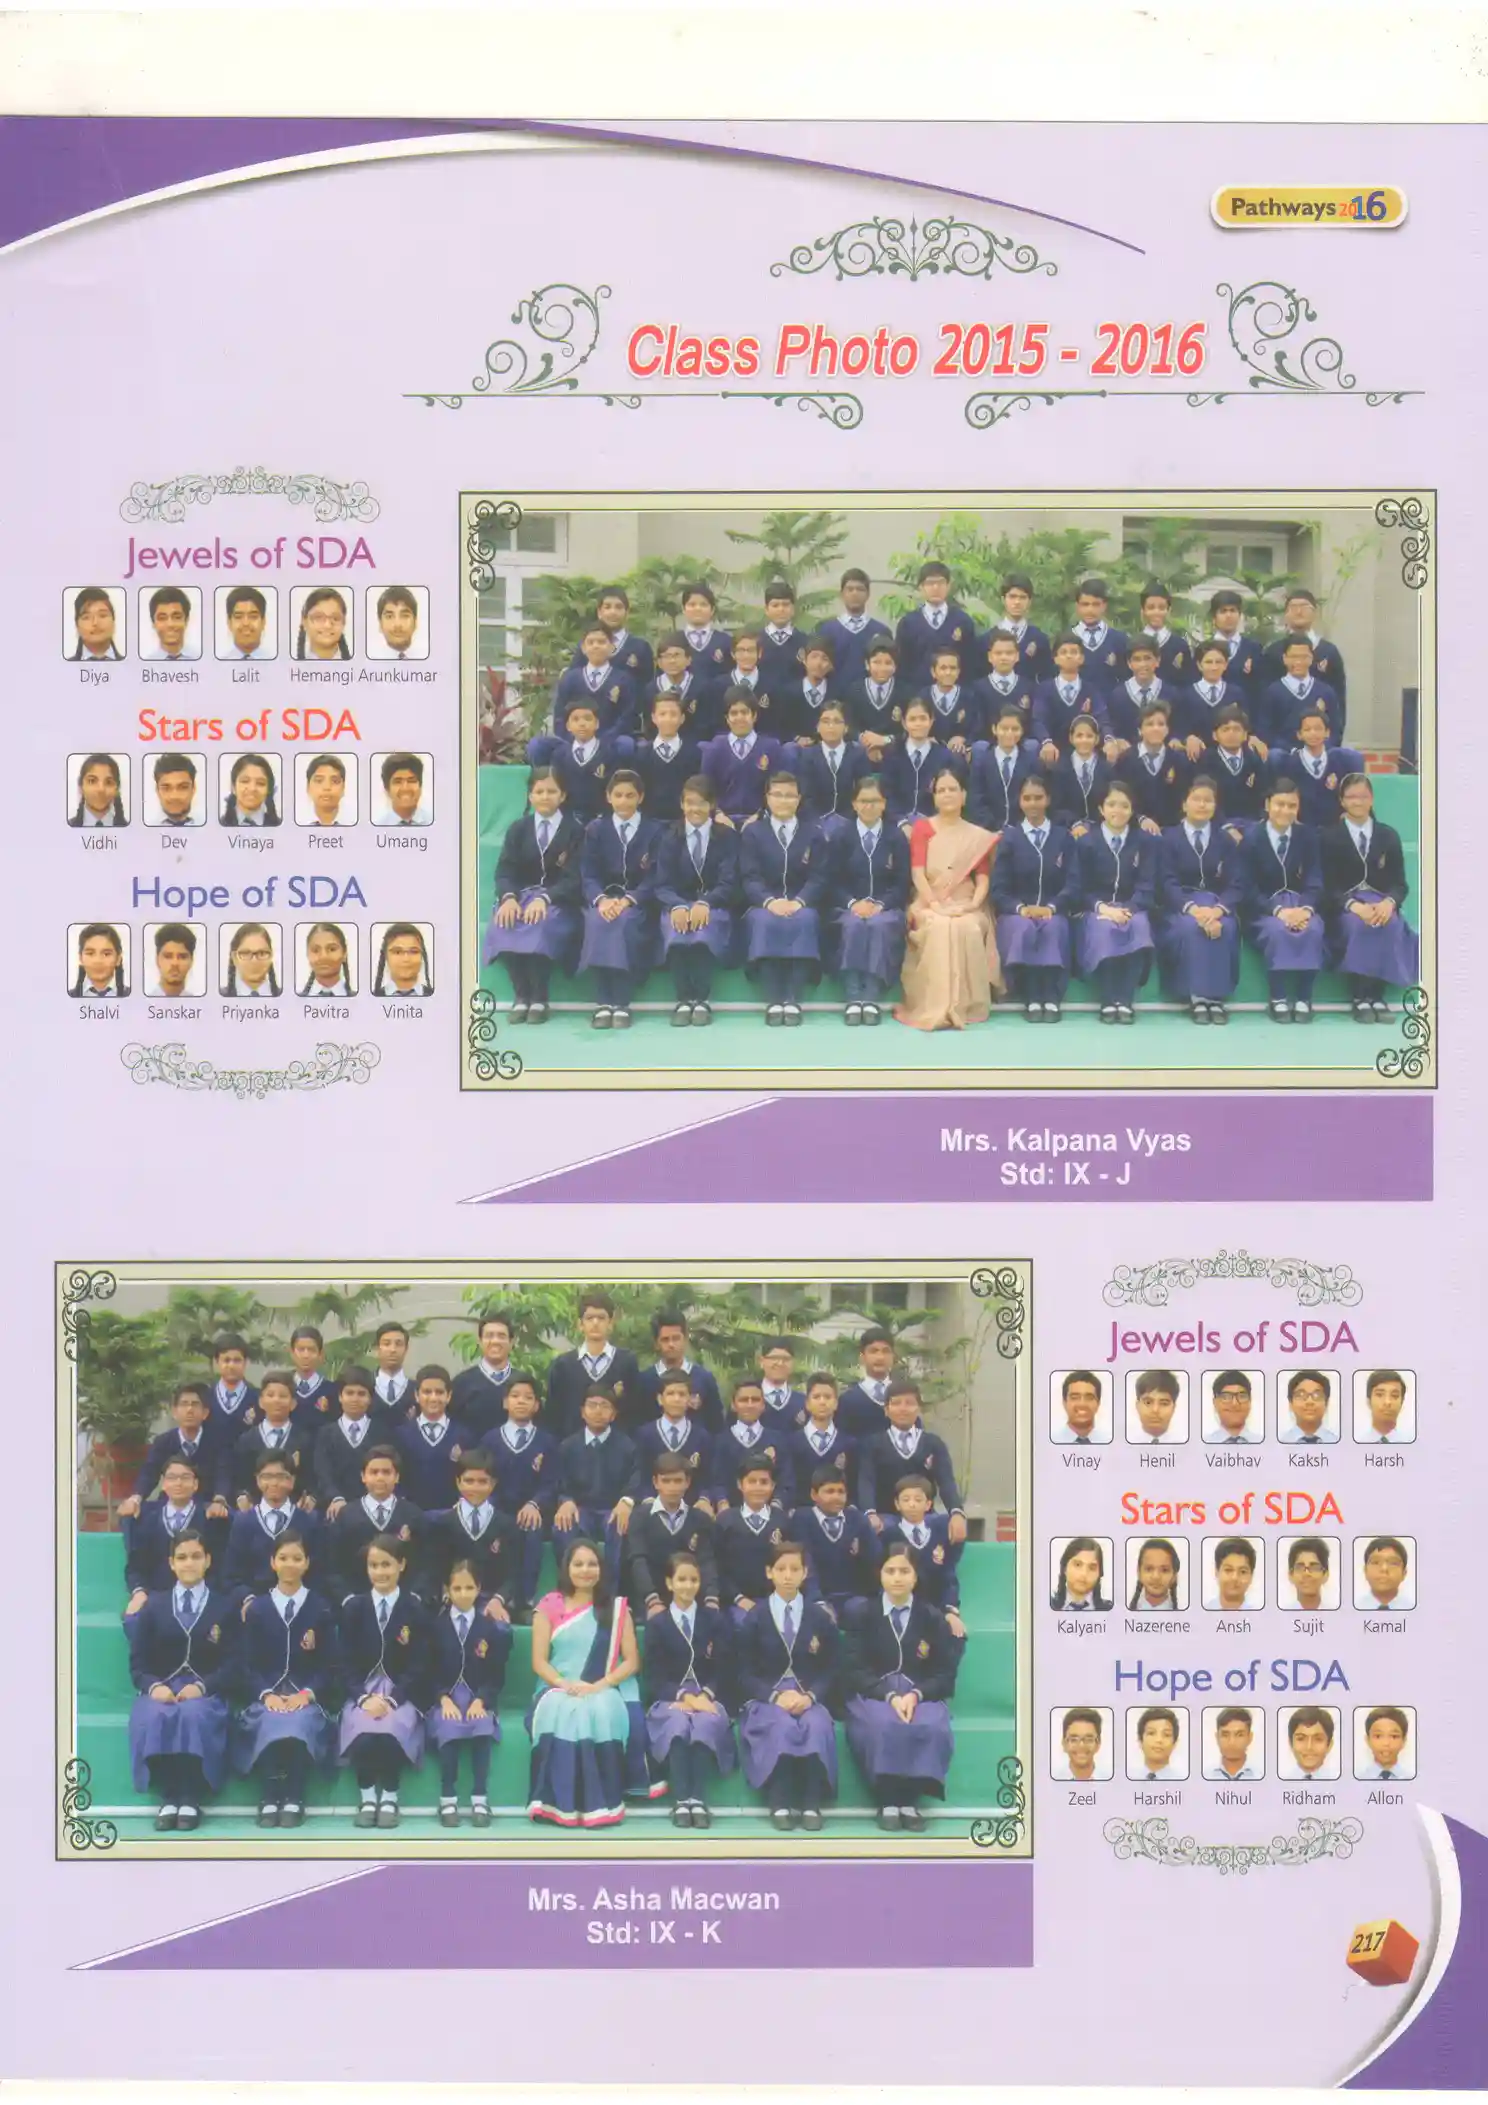 Pathways 2016
Class Photo 2015 - 2016
Jewels of SDA
Diya Bhavesh Lalit Hemangi Arunkumar
Stars of SDA
Vidhi Dev Vinaya Preet Umang
Hope of SDA
Shalvi Sanskar Priyanka Pavitra Vinita
Mrs. Kalpana Vyas
Std: IX - J
Jewels of SDA
Vinay Henil Vaibhav Kaksh Harsh
Stars of SDA
Kalyani Nazerene Ansh Sujit Kamal
Hope of SDA
Zeel Harshil Nihul Ridham Allon
Mrs. Asha Macwan
Std: IX - K
217